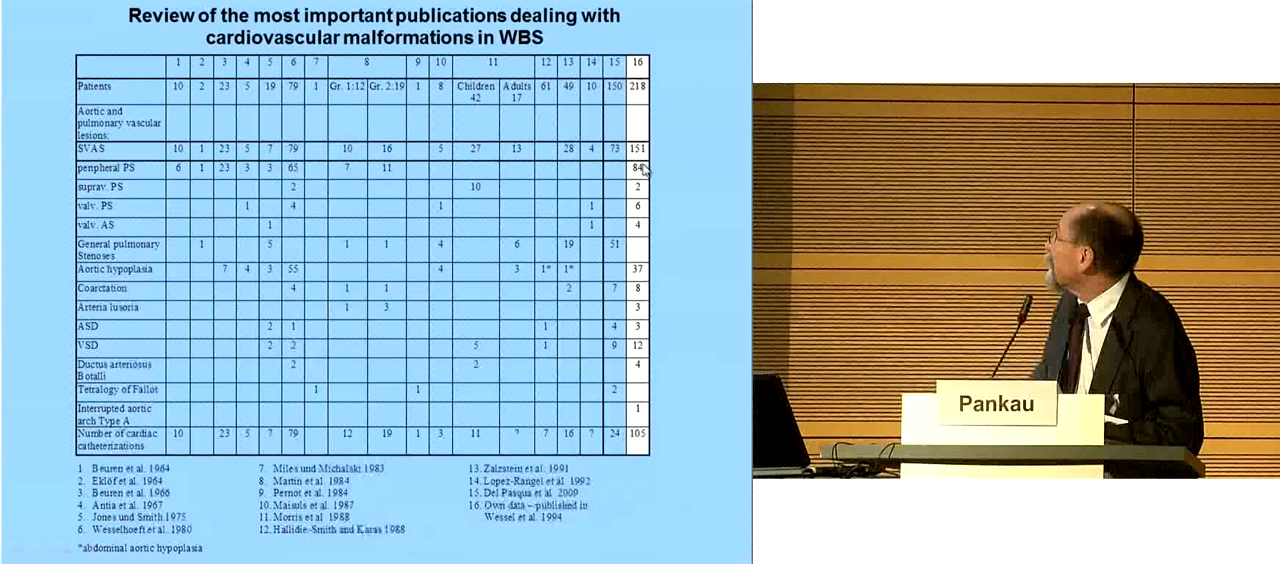 Review of the most important publications dealing with
cardiovascular malformations in WBS
1 2 3 4 5 6 7 8 9 10 11 12 13 14 15 16
Patients 10 2 23 5 19 79 1 Gr. 1:12 Gr. 2:19 1 8 Children 42 Adults 17 61 49 10 150 218
Aortic and
pulmonary vascular
lesions:
SVAS 10 1 23 5 7 79 10 16 5 27 13 28 4 73 151
peripheral PS 6 1 23 3 3 65 7 11 84
suprav. PS 2 10 2
valv. PS 1 4 1 1 6
valv. AS 1 1 4
General pulmonary 1 5 1 1 4 6 19 51
Stenoses
Aortic hypoplasia 7 4 3 55 4 3 1* 1* 37
Coarctation 4 1 1 2 7 8
Arteria lusoria 1 3 3
ASD 2 1 1 4 3
VSD 2 2 5 1 9 12
Ductus arteriosus 2 2 4
Botalli
Tetralogy of Fallot 1 1 2
Interrupted aortic 1
arch Type A
Number of cardiac 10 23 5 7 79 12 19 1 3 11 ? 7 16 ? 24 105
catheterizations
1. Beuren et al. 1964
2. Eklöf et al. 1964
3. Beuren et al. 1966
4. Antia et al. 1967
5. Jones und Smith 1975
6. Wesselhoeft et al. 1980
7. Miles und Michalski 1983
8. Martin et al. 1984
9. Pernot et al. 1984
10. Maisuls et al. 1987
11. Morris et al 1988
12. Hallidie-Smith and Karas 1988
13. Zalzstein et al. 1991
14. Lopez-Rangel et al 1992
15. Del Pasqua et al. 2009
16. Own data – published in
Wessel et al. 1994
*abdominal aortic hypoplasia
Pankau